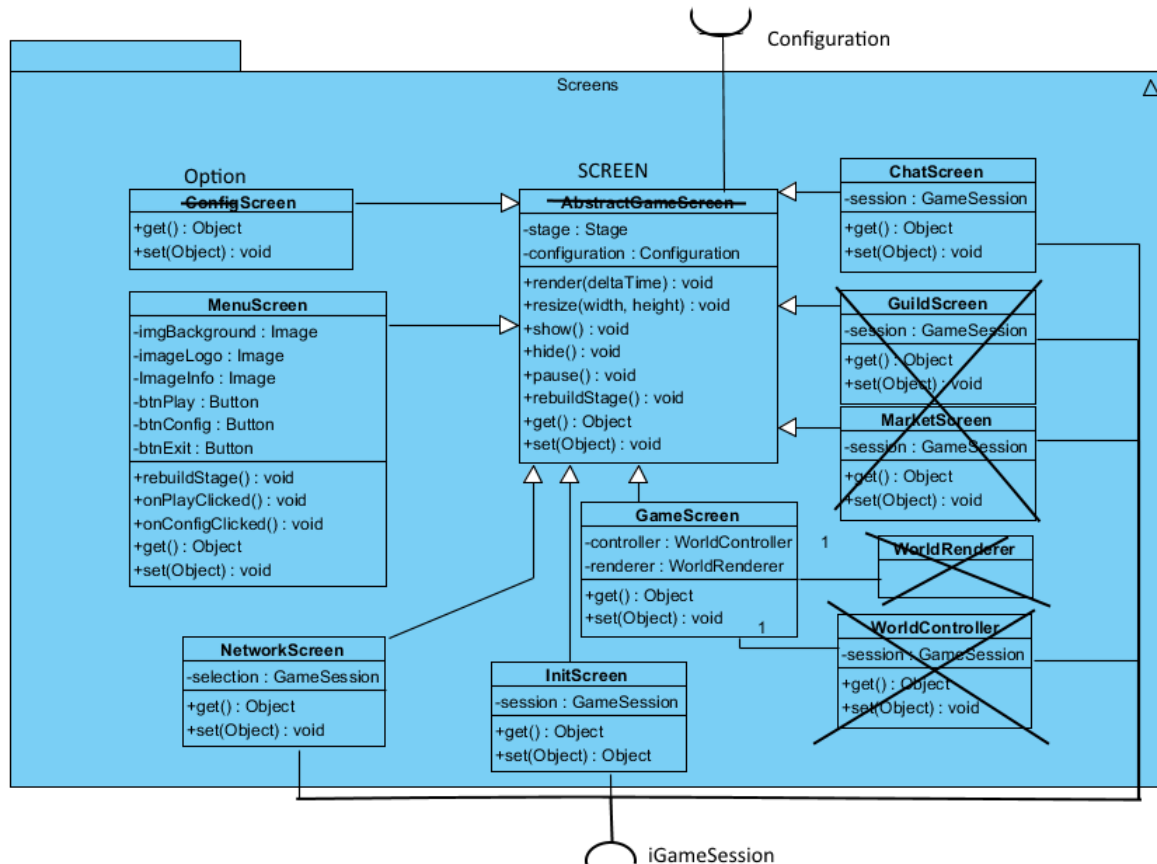 Configuration
Screens
Option
ConfigScreen
+get() : Object
+set(Object) : void
MenuScreen
-imgBackground : Image
-imageLogo : Image
-ImageInfo : Image
-btnPlay : Button
-btnConfig : Button
-btnExit : Button
+rebuildStage() : void
+onPlayClicked() : void
+onConfigClicked() : void
+get() : Object
+set(Object) : void
SCREEN
AbstractGameScreen
-stage : Stage
-configuration : Configuration
+render(deltaTime) : void
+resize(width, height) : void
+show() : void
+hide() : void
+pause() : void
+rebuildStage() : void
+get() : Object
+set(Object) : void
ChatScreen
-session : GameSession
+get() : Object
+set(Object) : void
GuildScreen
-session : GameSession
+get() : Object
+set(Object) : void
MarketScreen
-session : GameSession
+get() : Object
+set(Object) : void
GameScreen
-controller : WorldController
-renderer : WorldRenderer
+get() : Object
+set(Object) : void
1
1
WorldRenderer
WorldController
-session : GameSession
+get() : Object
+set(Object) : void
NetworkScreen
-selection : GameSession
+get() : Object
+set(Object) : void
InitScreen
-session : GameSession
+get() : Object
+set(Object) : Object
iGameSession